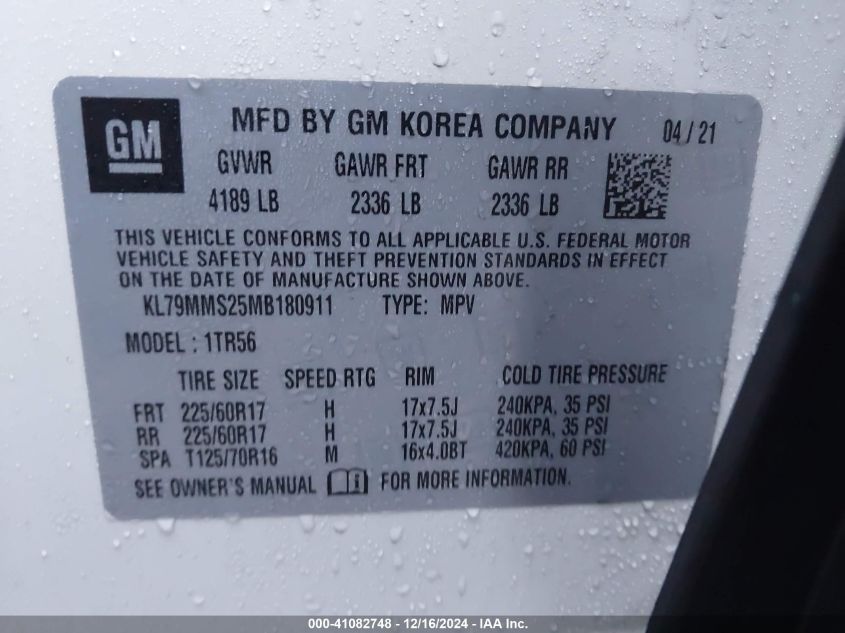 GM
MFD BY GM KOREA COMPANY 04/21
GVWR GAWR FRT GAWR RR
4189 LB 2336 LB 2336 LB
THIS VEHICLE CONFORMS TO ALL APPLICABLE U.S. FEDERAL MOTOR
VEHICLE SAFETY AND THEFT PREVENTION STANDARDS IN EFFECT
ON THE DATE OF MANUFACTURE SHOWN ABOVE.
KL79MMS25MB180911 TYPE: MPV
MODEL : 1TR56
TIRE SIZE SPEED RTG RIM COLD TIRE PRESSURE
FRT 225/60R17 H 17x7.5J 240KPA, 35 PSI
RR 225/60R17 H 17x7.5J 240KPA, 35 PSI
SPA T125/70R16 M 16x4.0BT 420KPA, 60 PSI
SEE OWNER'S MANUAL i FOR MORE INFORMATION.
000-41082748 - 12/16/2024 - IAA Inc.